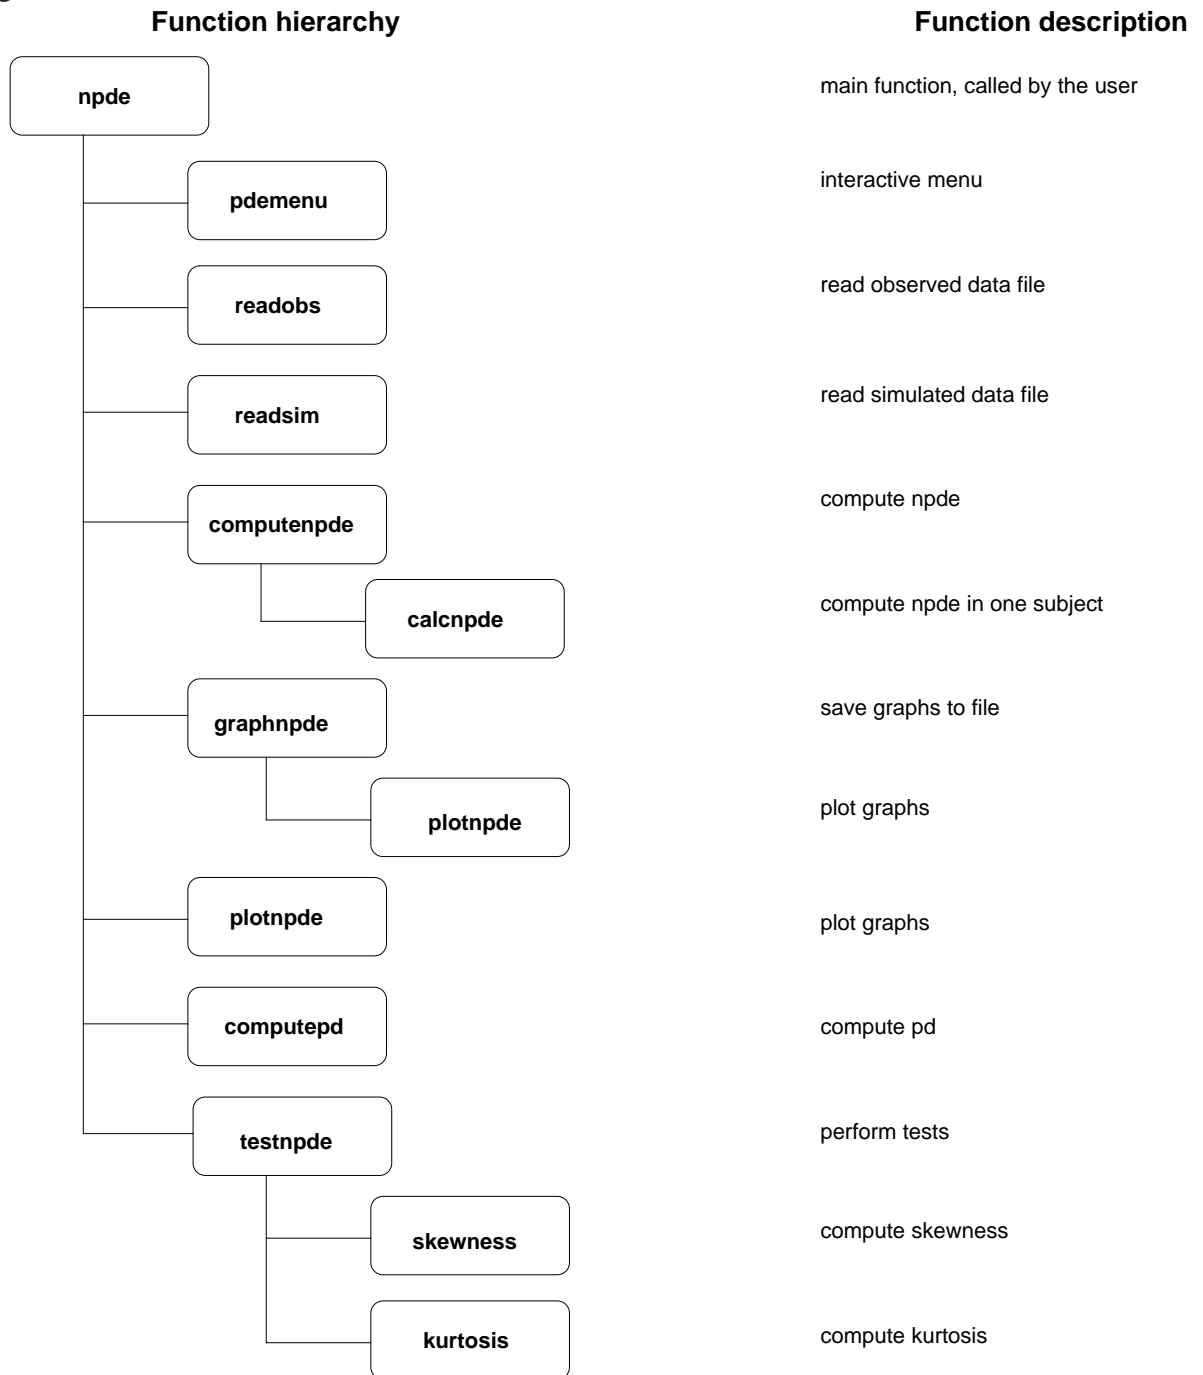 Function hierarchy
Function description
npde
main function, called by the user
pdemenu
interactive menu
readobs
read observed data file
readsim
read simulated data file
computenpde
compute npde
calcnpde
compute npde in one subject
graphnpde
save graphs to file
plotnpde
plot graphs
plotnpde
plot graphs
computepd
compute pd
testnpde
perform tests
skewness
compute skewness
kurtosis
compute kurtosis